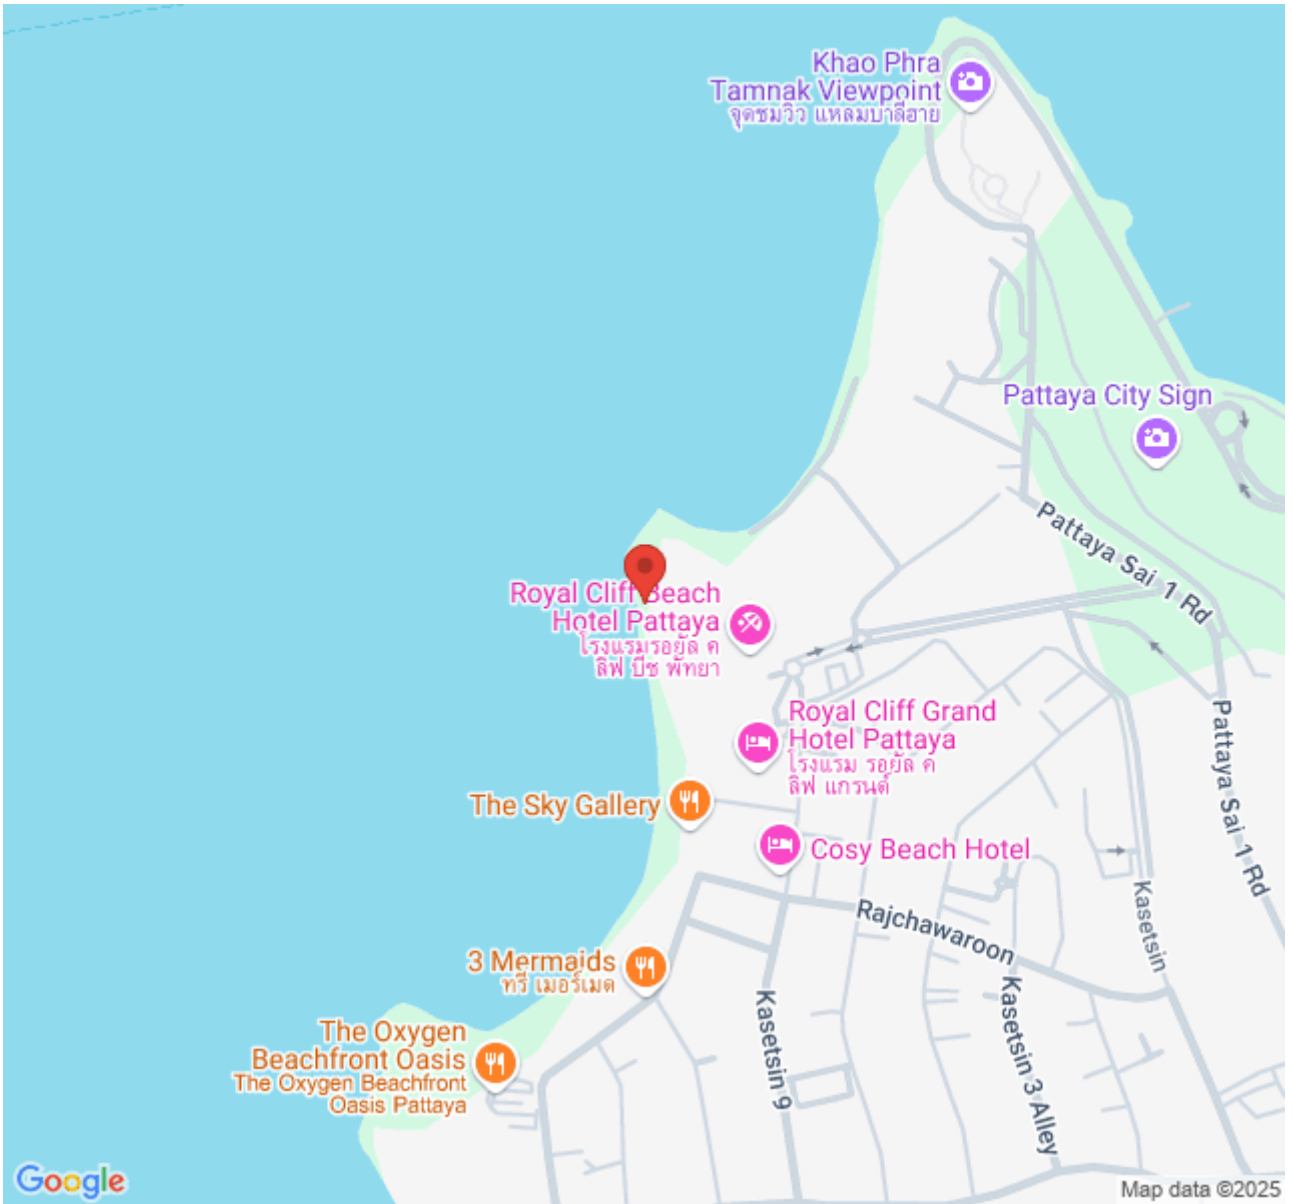 Khao Phra
Tamnak Viewpoint
จุดชมวิว แหลมบาลีฮาย
Pattaya City Sign
Pattaya Sai 1 Rd
Royal Cliff Beach
Hotel Pattaya
โรงแรมรอยัล ค
ลิฟ บีช พัทยา
Royal Cliff Grand
Hotel Pattaya
โรงแรม รอยัล ค
ลิฟ แกรนด์
Pattaya Sai 1 Rd
The Sky Gallery
Cosy Beach Hotel
Rajchawaroon
Kasetsin
3 Mermaids
ทรี เมอร์เมด
Kasetsin 9
Kasetsin 3 Alley
The Oxygen
Beachfront Oasis
The Oxygen Beachfront
Oasis Pattaya
Google
Map data ©2025